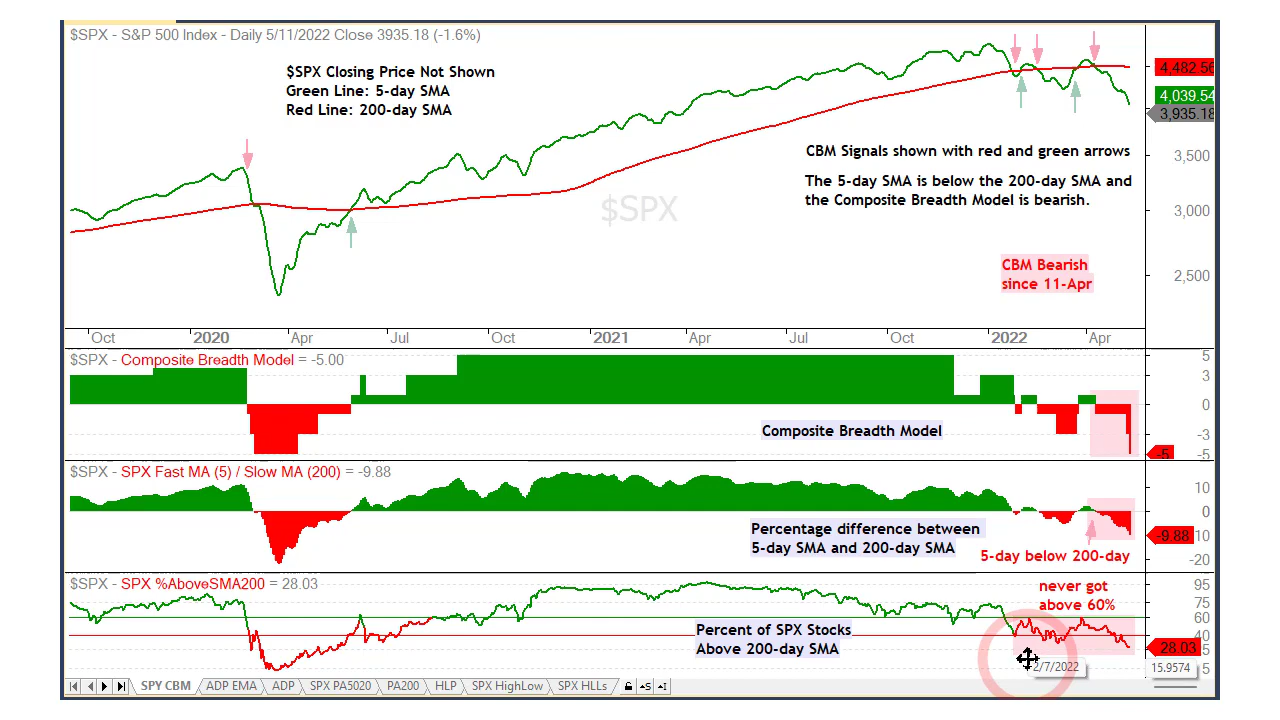 $SPX - S&P 500 Index - Daily 5/11/2022 Close 3935.18 (-1.6%)
$SPX Closing Price Not Shown
Green Line: 5-day SMA
Red Line: 200-day SMA
4,482.56
4,039.54
3,935.18
CBM Signals shown with red and green arrows
3,500
The 5-day SMA is below the 200-day SMA and
the Composite Breadth Model is bearish.
$SPX
3,000
CBM Bearish
since 11-Apr
2,500
Oct 2020 Apr Jul Oct 2021 Apr Jul Oct 2022 Apr
$SPX - Composite Breadth Model = -5.00
5
3
0
Composite Breadth Model
-3
-5
$SPX - SPX Fast MA (5) / Slow MA (200) = -9.88
10
0
Percentage difference between
5-day SMA and 200-day SMA
-9.88
10
5-day below 200-day
-20
$SPX - SPX %AboveSMA200 = 28.03
95
never got
above 60%
75
60
Percent of SPX Stocks
Above 200-day SMA
40
28.03
5
2/7/2022
15.9574
5
SPY CBM ADP EMA ADP SPX PA5020 PA200 HLP SPX HighLow SPX HLLs S I